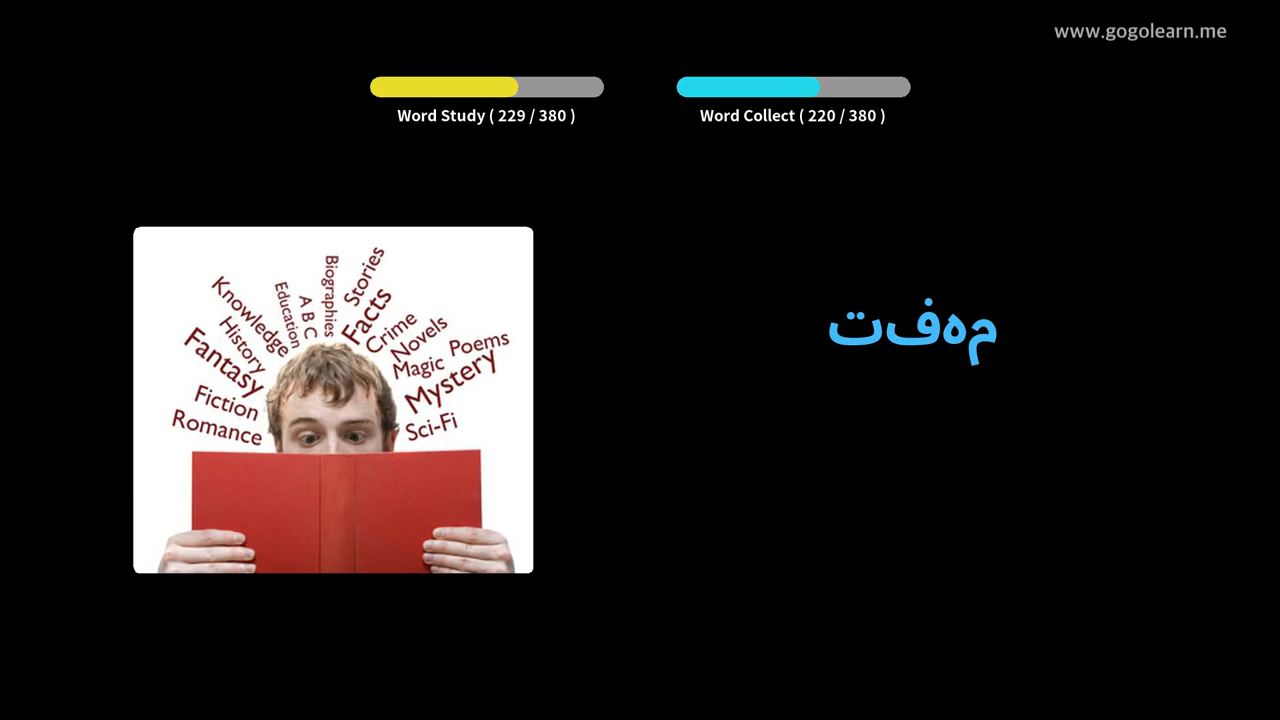 www.gogolearn.me
Word Study ( 229 / 380 )
Word Collect ( 220 / 380 )
Romance
Fiction
Fantasy
History
Knowledge
Education
A B C
Biographies
Stories
Facts
Crime
Novels
Magic
Poems
Mystery
Sci-Fi
مهفت